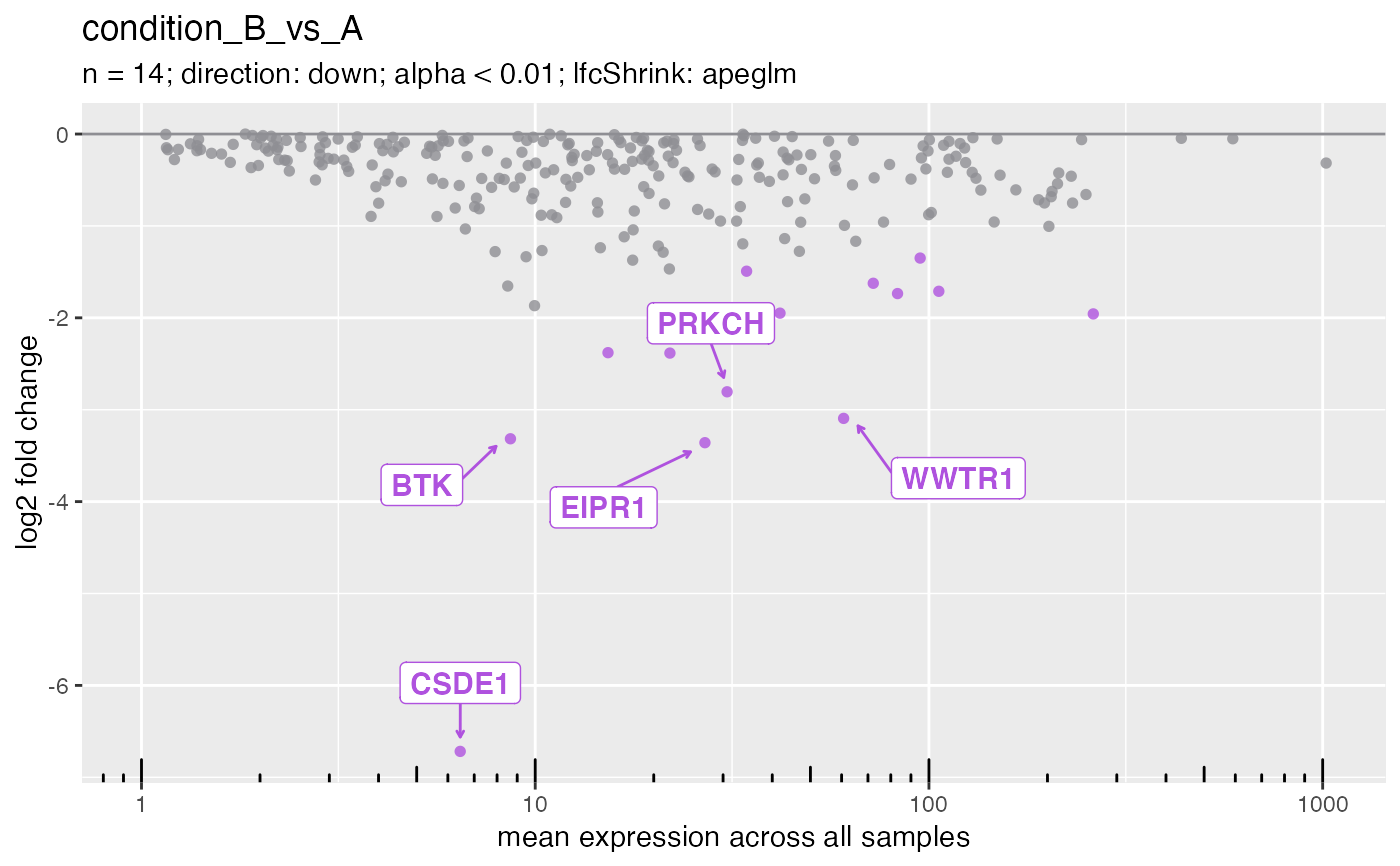 condition_B_vs_A
n = 14; direction: down; alpha < 0.01; lfcShrink: apeglm
log2 fold change
0
-2
-4
-6
PRKCH
BTK
EIPR1
WWTR1
CSDE1
1
10
100
1000
mean expression across all samples